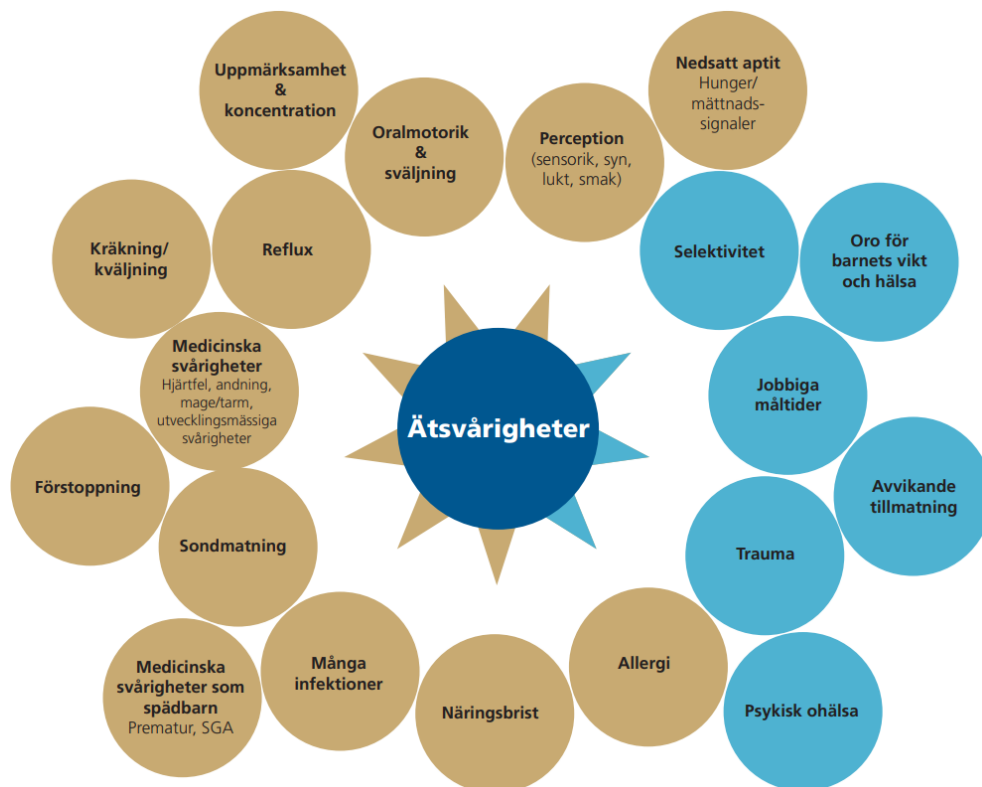 Uppmärksamhet
&
koncentration
Oralmotorik
&
sväljning
Perception
(sensorik, syn,
lukt, smak)
Nedsatt aptit
Hunger/
mättnads-
signaler
Kräkning/
kväljning
Reflux
Selektivitet
Oro för
barnets vikt
och hälsa
Medicinska
svårigheter
Hjärtfel, andning,
mage/tarm,
utvecklingsmässiga
svårigheter
Ätsvårigheter
Jobbiga
måltider
Förstoppning
Sondmatning
Trauma
Avvikande
tillmatning
Medicinska
svårigheter som
spädbarn
Prematur, SGA
Många
infektioner
Näringsbrist
Allergi
Psykisk ohälsa